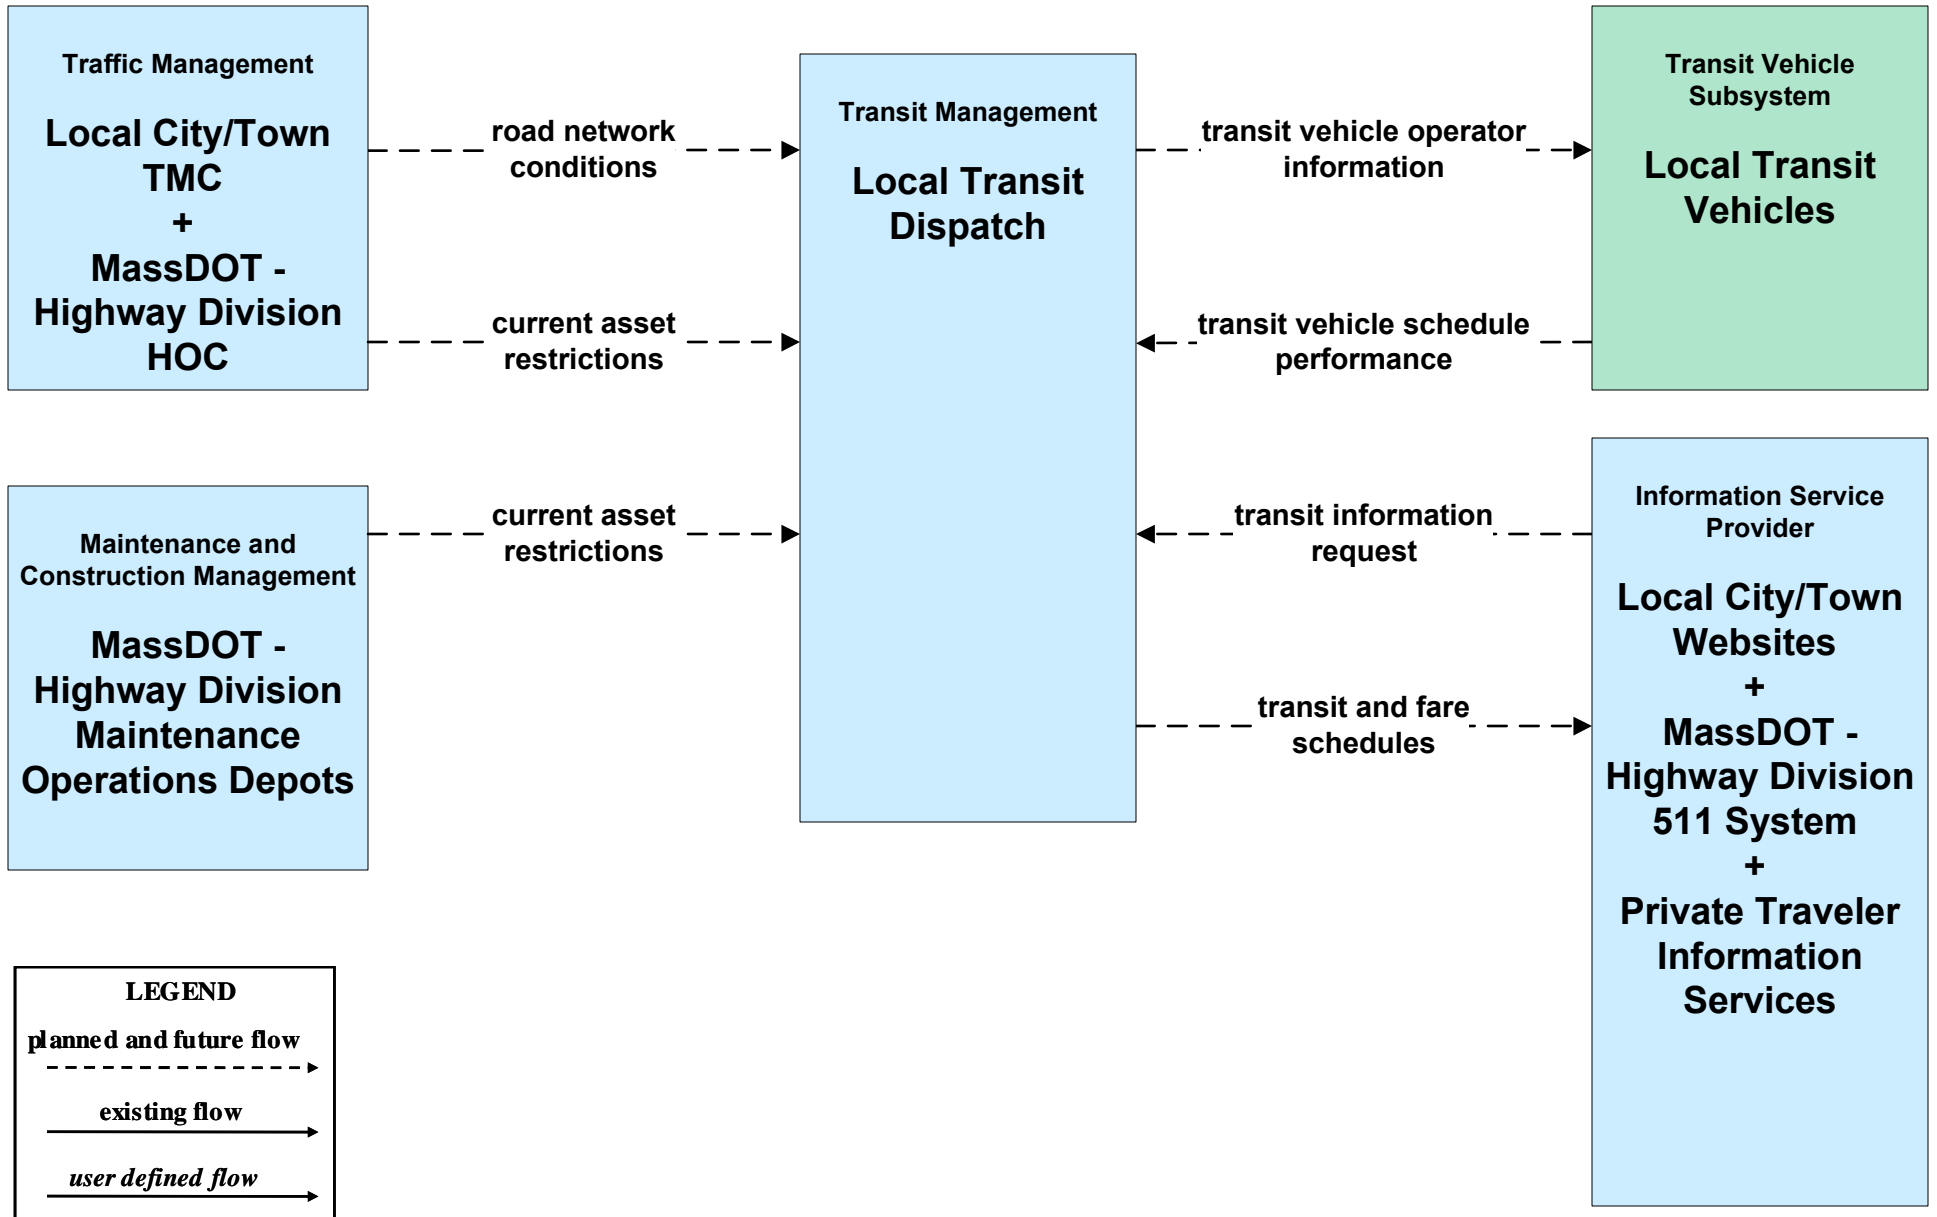 Traffic Management
Local City/Town
TMC
+
MassDOT -
Highway Division
HOC
road network
conditions
current asset
restrictions
Maintenance and
Construction Management
MassDOT -
Highway Division
Maintenance
Operations Depots
current asset
restrictions
Transit Management
Local Transit
Dispatch
transit vehicle operator
information
transit vehicle schedule
performance
transit information
request
transit and fare
schedules
Transit Vehicle
Subsystem
Local Transit
Vehicles
Information Service
Provider
Local City/Town
Websites
+
MassDOT -
Highway Division
511 System
+
Private Traveler
Information
Services
LEGEND
planned and future flow
existing flow
user defined flow